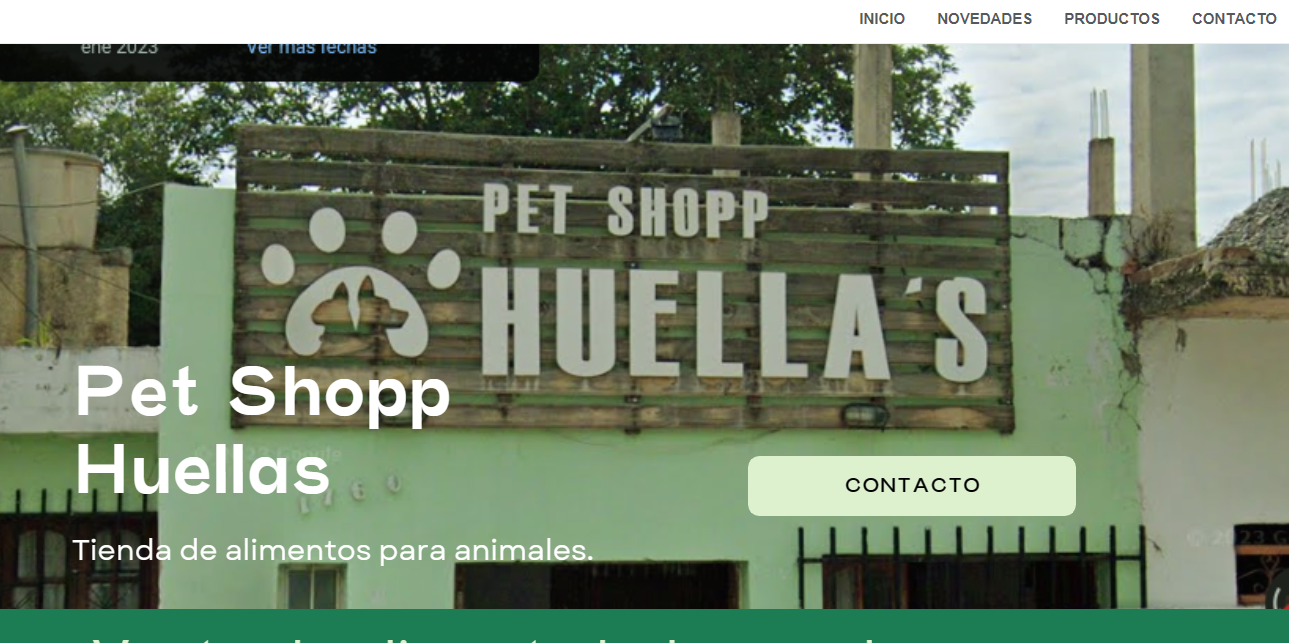 INICIO NOVEDADES PRODUCTOS CONTACTO
ene 2023 Ver más fechas
PET SHOPP
HUELLA´S
Pet Shopp
Huellas
CONTACTO
1760
Tienda de alimentos para animales.